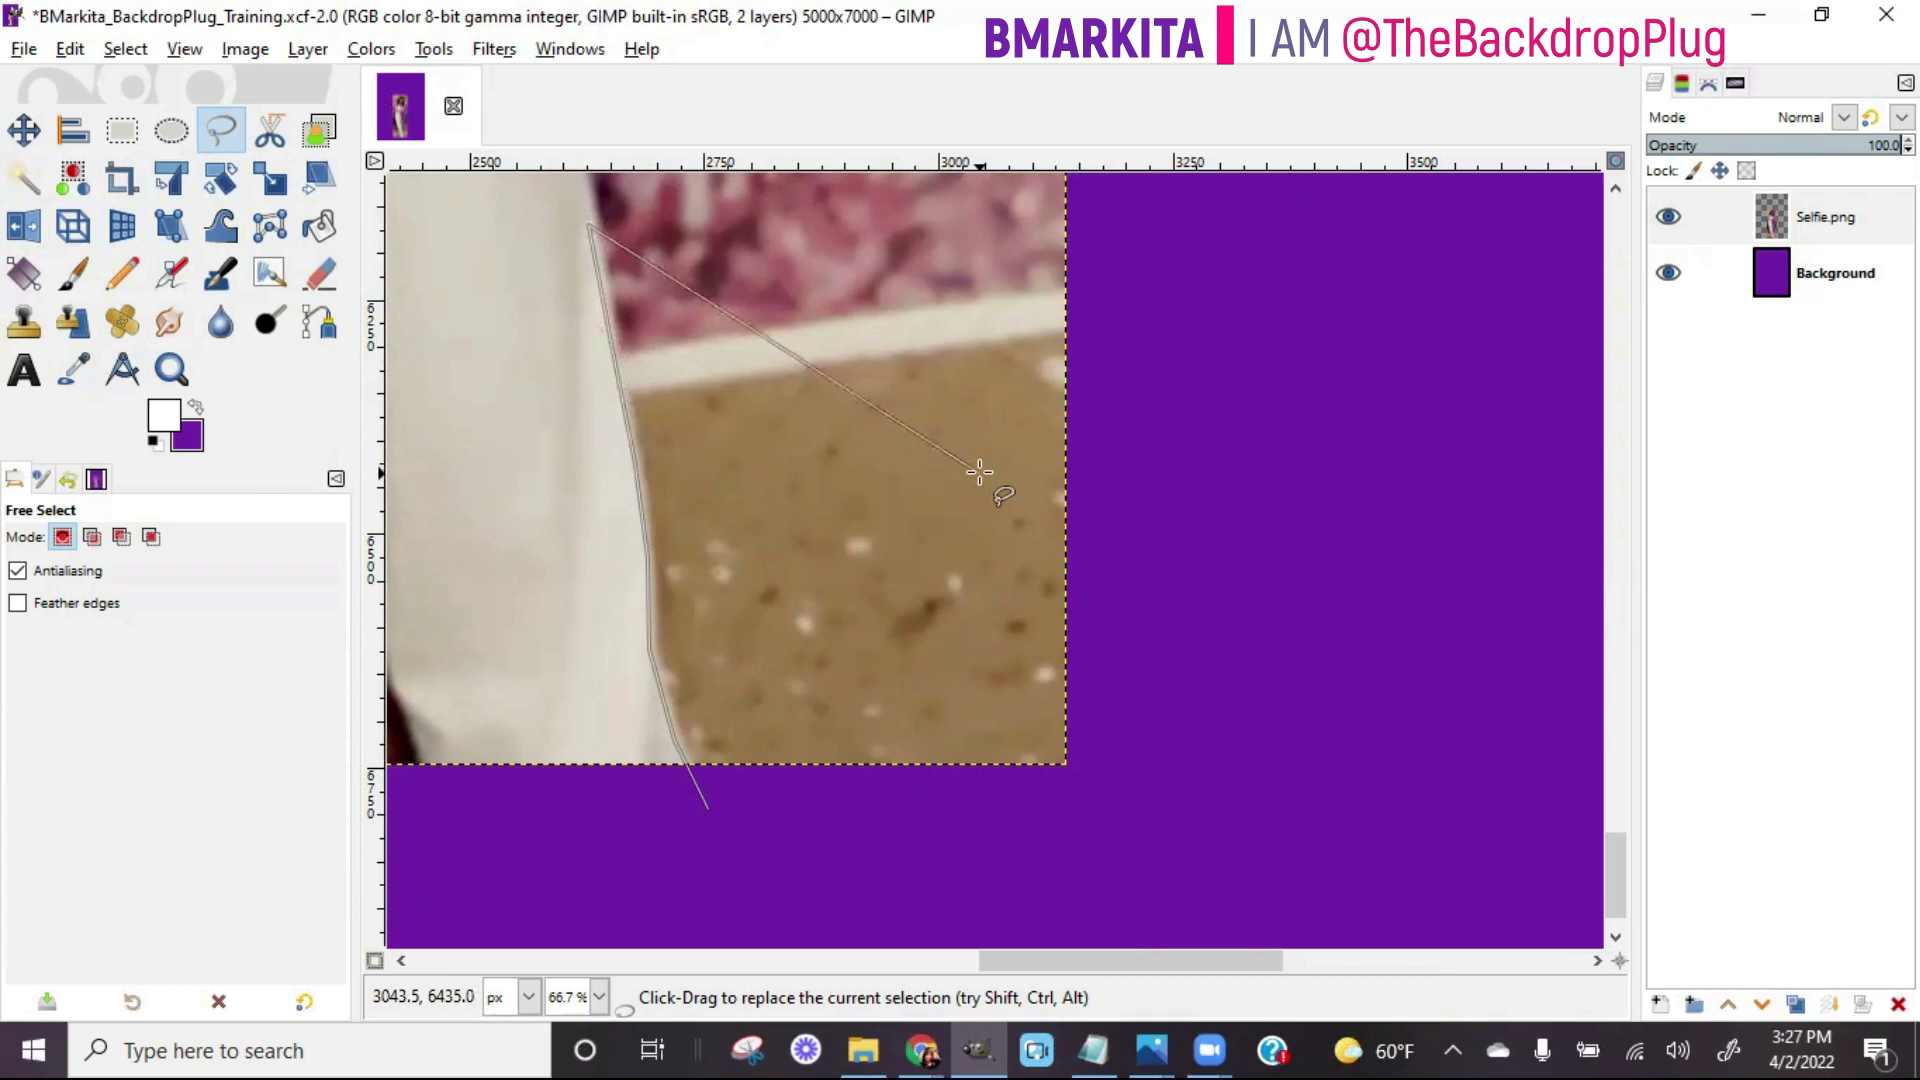 *BMarkita_BackdropPlug_Training.xcf-2.0 (RGB color 8-bit gamma integer, GIMP built-in sRGB, 2 layers) 5000x7000 – GIMP
BMARKITA | I AM @TheBackdropPlug
File Edit Select View Image Layer Colors Tools Filters Windows Help
Mode Normal
Opacity 100.0
Lock:
2500 2750 3000 3250 3500
Selfie.png
Background
6250
6500
6750
Free Select
Mode:
Antialiasing
Feather edges
3043.5, 6435.0 px 66.7 % Click-Drag to replace the current selection (try Shift, Ctrl, Alt)
Type here to search
60°F
3:27 PM
4/2/2022
1